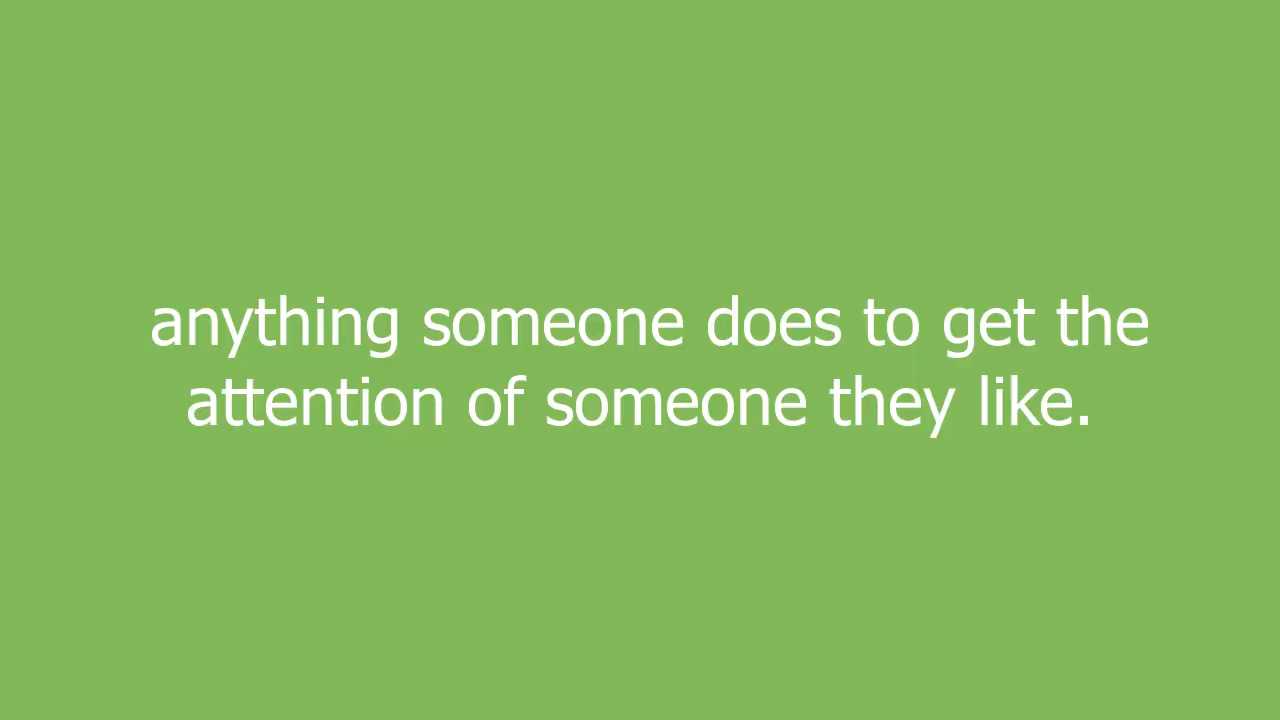 anything someone does to get the
attention of someone they like.